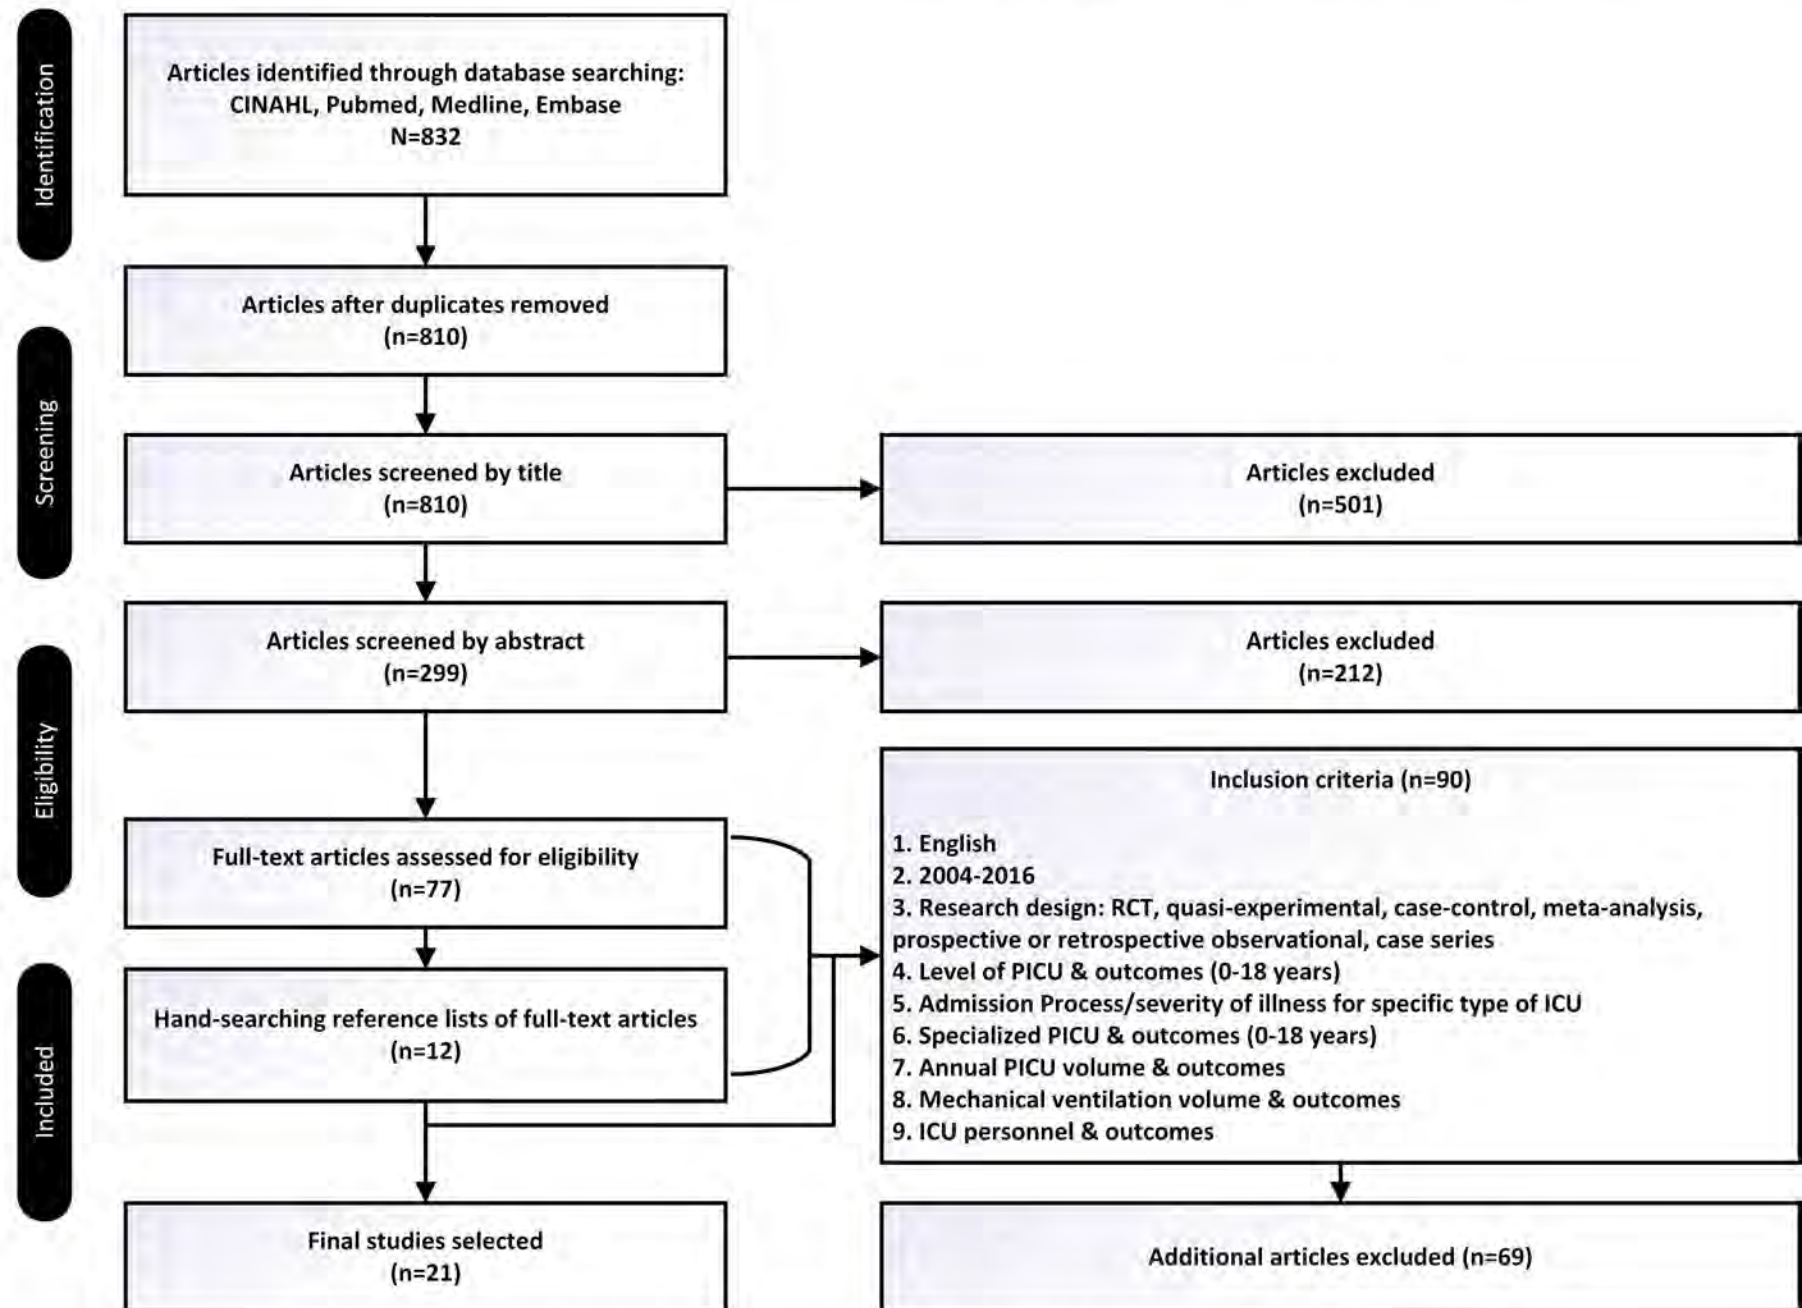 Identification
Articles identified through database searching:
CINAHL, Pubmed, Medline, Embase
N=832
Articles after duplicates removed
(n=810)
Screening
Articles screened by title
(n=810)
Articles excluded
(n=501)
Articles screened by abstract
(n=299)
Articles excluded
(n=212)
Eligibility
Full-text articles assessed for eligibility
(n=77)
Hand-searching reference lists of full-text articles
(n=12)
Inclusion criteria (n=90)
1. English
2. 2004-2016
3. Research design: RCT, quasi-experimental, case-control, meta-analysis,
prospective or retrospective observational, case series
4. Level of PICU & outcomes (0-18 years)
5. Admission Process/severity of illness for specific type of ICU
6. Specialized PICU & outcomes (0-18 years)
7. Annual PICU volume & outcomes
8. Mechanical ventilation volume & outcomes
9. ICU personnel & outcomes
Included
Final studies selected
(n=21)
Additional articles excluded (n=69)